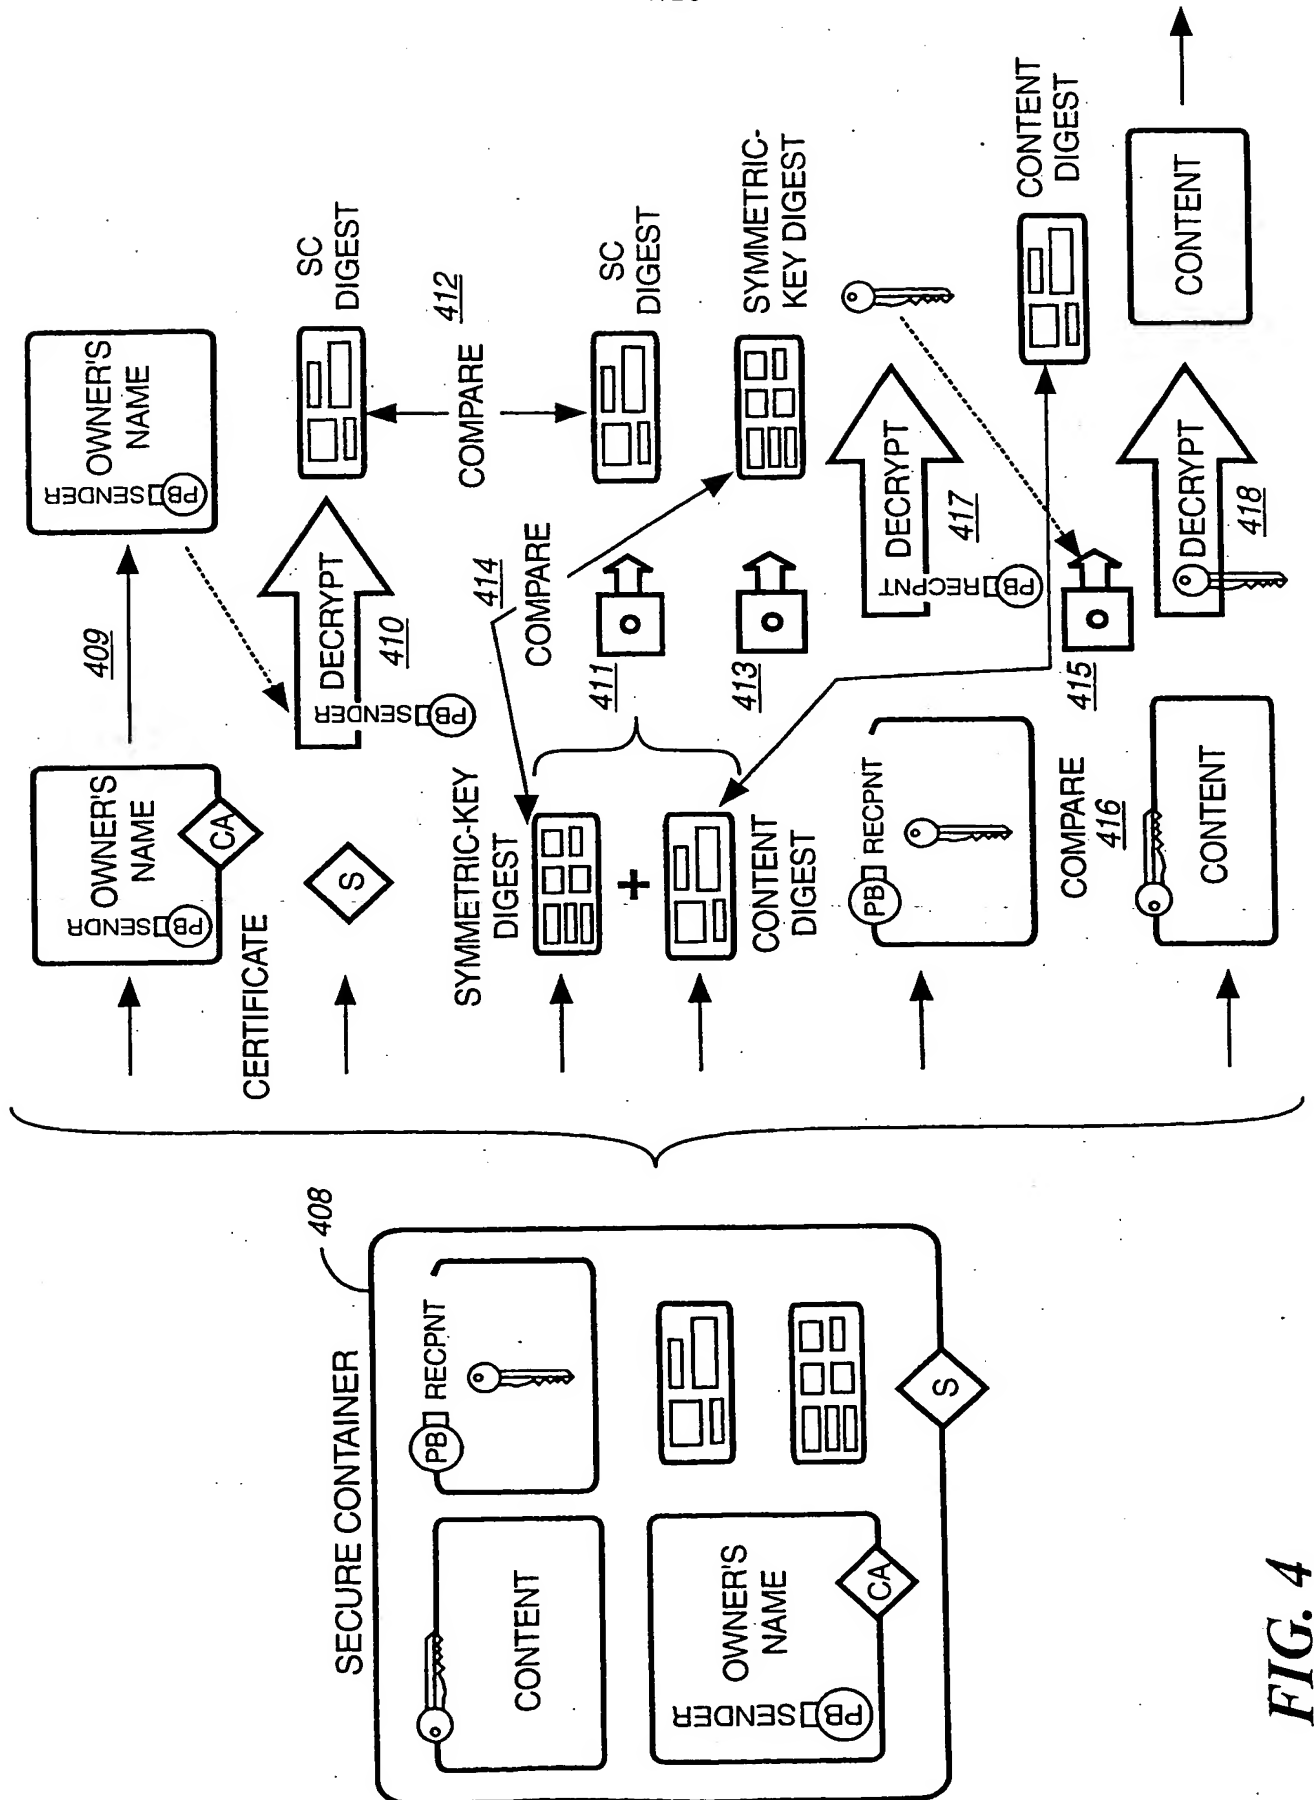 SECURE CONTAINER
408
CONTENT
PB RECPNT
OWNER'S
NAME
PB SENDER
CA
S
OWNER'S
NAME
PB SENDR
CA
CERTIFICATE
409
OWNER'S
NAME
PB SENDER
S
DECRYPT
410
PB SENDER
SC
DIGEST
COMPARE
412
SYMMETRIC-KEY
DIGEST
+
CONTENT
DIGEST
414
COMPARE
411
SC
DIGEST
413
SYMMETRIC-
KEY DIGEST
PB RECPNT
DECRYPT
417
PB RECPNT
COMPARE
416
415
CONTENT
DIGEST
CONTENT
DECRYPT
418
CONTENT
FIG. 4